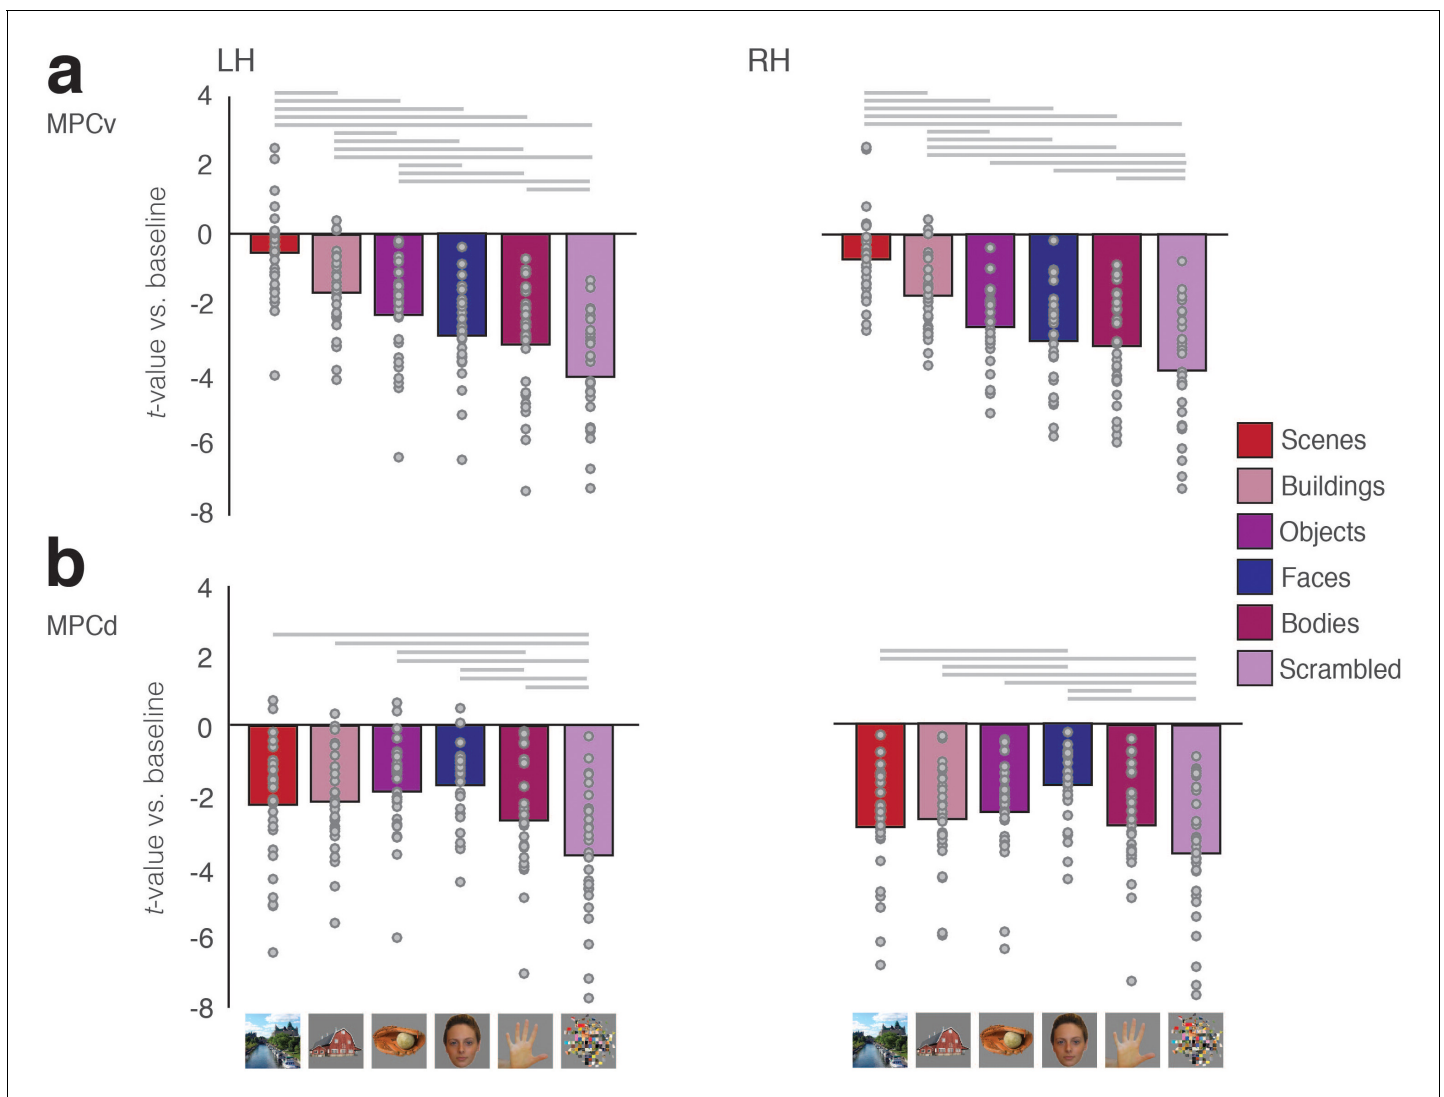 a
LH
RH
MPCv
4
2
0
-2
-4
-6
-8
t-value vs. baseline
Scenes
Buildings
Objects
Faces
Bodies
Scrambled
b
MPCd
4
2
0
-2
-4
-6
-8
t-value vs. baseline